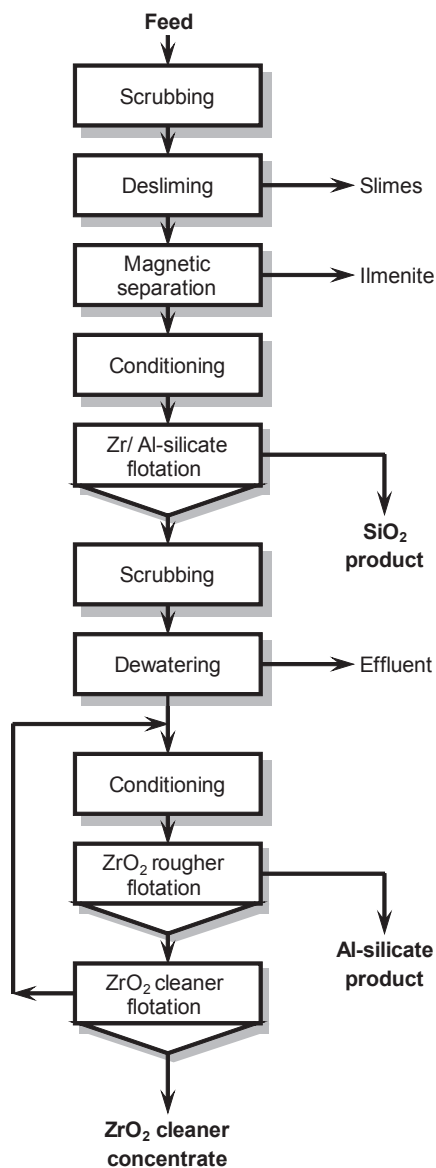 Feed
Scrubbing
Desliming
Slimes
Magnetic
separation
Ilmenite
Conditioning
Zr/ Al-silicate
flotation
SiO₂
product
Scrubbing
Dewatering
Effluent
Conditioning
ZrO₂ rougher
flotation
Al-silicate
product
ZrO₂ cleaner
flotation
ZrO₂ cleaner
concentrate